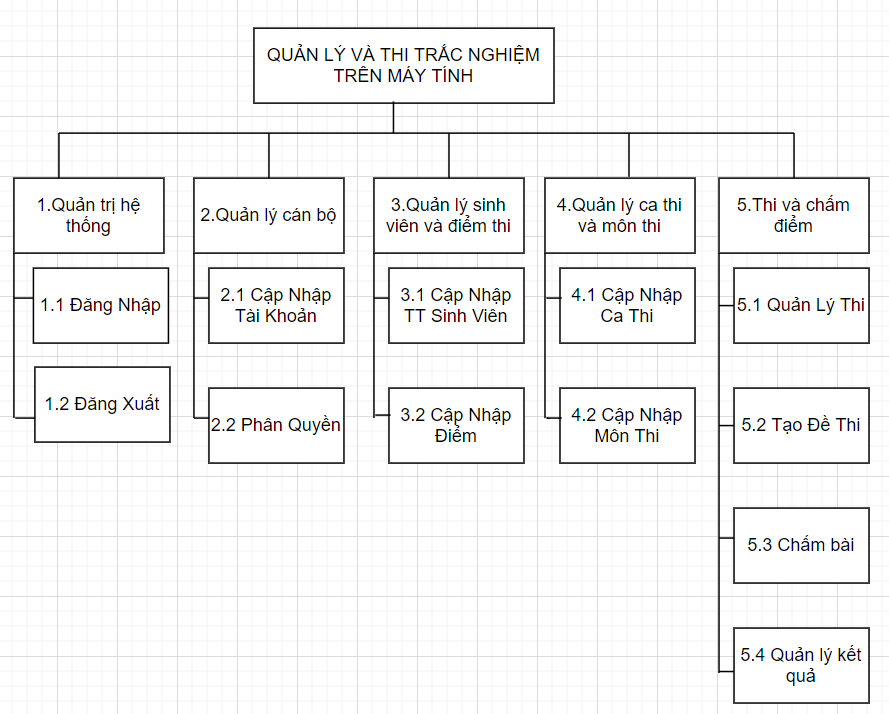 QUẢN LÝ VÀ THI TRẮC NGHIỆM
TRÊN MÁY TÍNH
1.Quản trị hệ
thống
2.Quản lý cán bộ
3.Quản lý sinh
viên và điểm thi
4.Quản lý ca thi
và môn thi
5.Thi và chấm
điểm
1.1 Đăng Nhập
2.1 Cập Nhập
Tài Khoản
3.1 Cập Nhập
TT Sinh Viên
4.1 Cập Nhập
Ca Thi
5.1 Quản Lý Thi
1.2 Đăng Xuất
2.2 Phân Quyền
3.2 Cập Nhập
Điểm
4.2 Cập Nhập
Môn Thi
5.2 Tạo Đề Thi
5.3 Chấm bài
5.4 Quản lý kết
quả